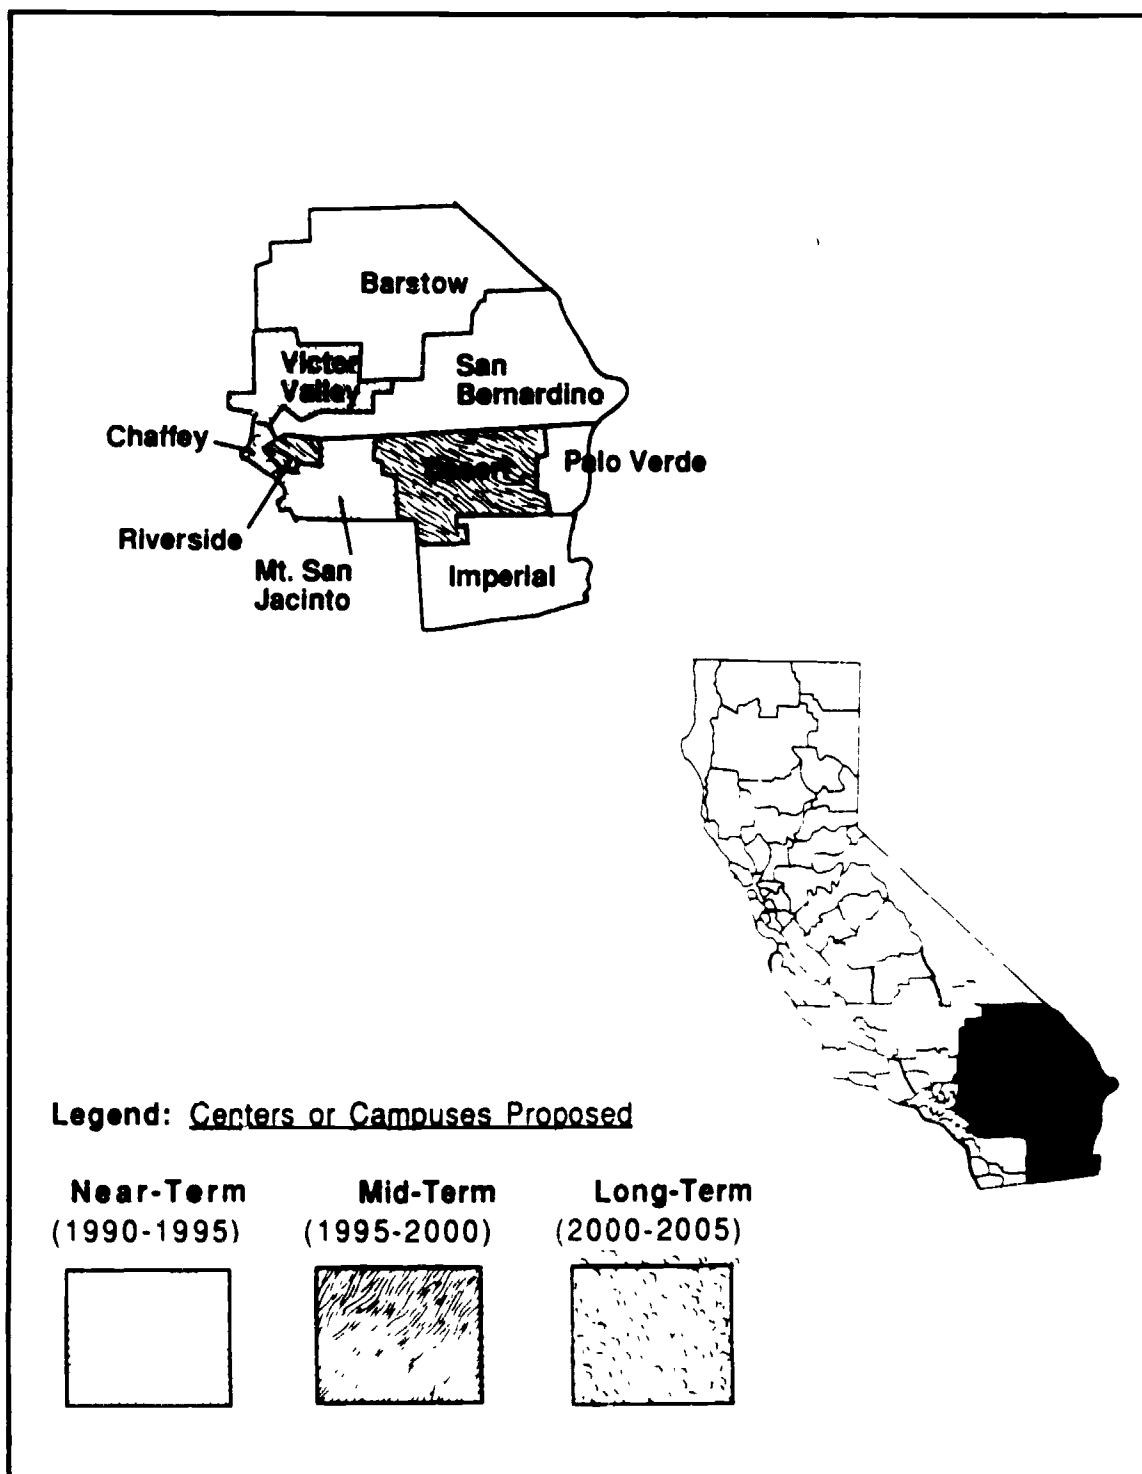 Barstow
Victor
Valley
San
Bernardino
Chaffey
Desert
Palo Verde
Riverside
Mt. San
Jacinto
Imperial
Legend: Centers or Campuses Proposed
Near-Term
(1990-1995)
Mid-Term
(1995-2000)
Long-Term
(2000-2005)